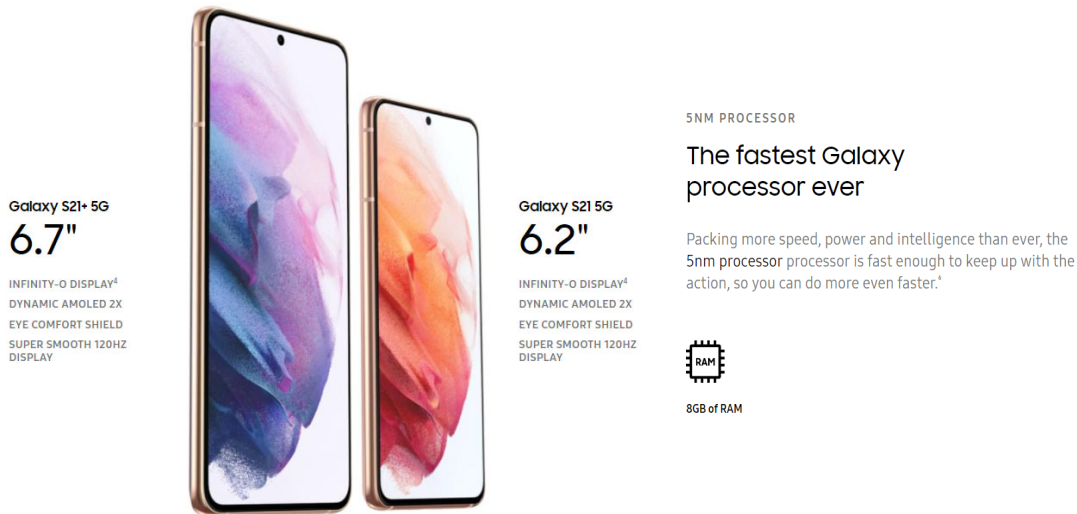 Galaxy S21+ 5G
6.7"
INFINITY-O DISPLAY⁴
DYNAMIC AMOLED 2X
EYE COMFORT SHIELD
SUPER SMOOTH 120HZ
DISPLAY
Galaxy S21 5G
6.2"
INFINITY-O DISPLAY⁴
DYNAMIC AMOLED 2X
EYE COMFORT SHIELD
SUPER SMOOTH 120HZ
DISPLAY
5NM PROCESSOR
The fastest Galaxy
processor ever
Packing more speed, power and intelligence than ever, the
5nm processor processor is fast enough to keep up with the
action, so you can do more even faster.⁶
RAM
8GB of RAM